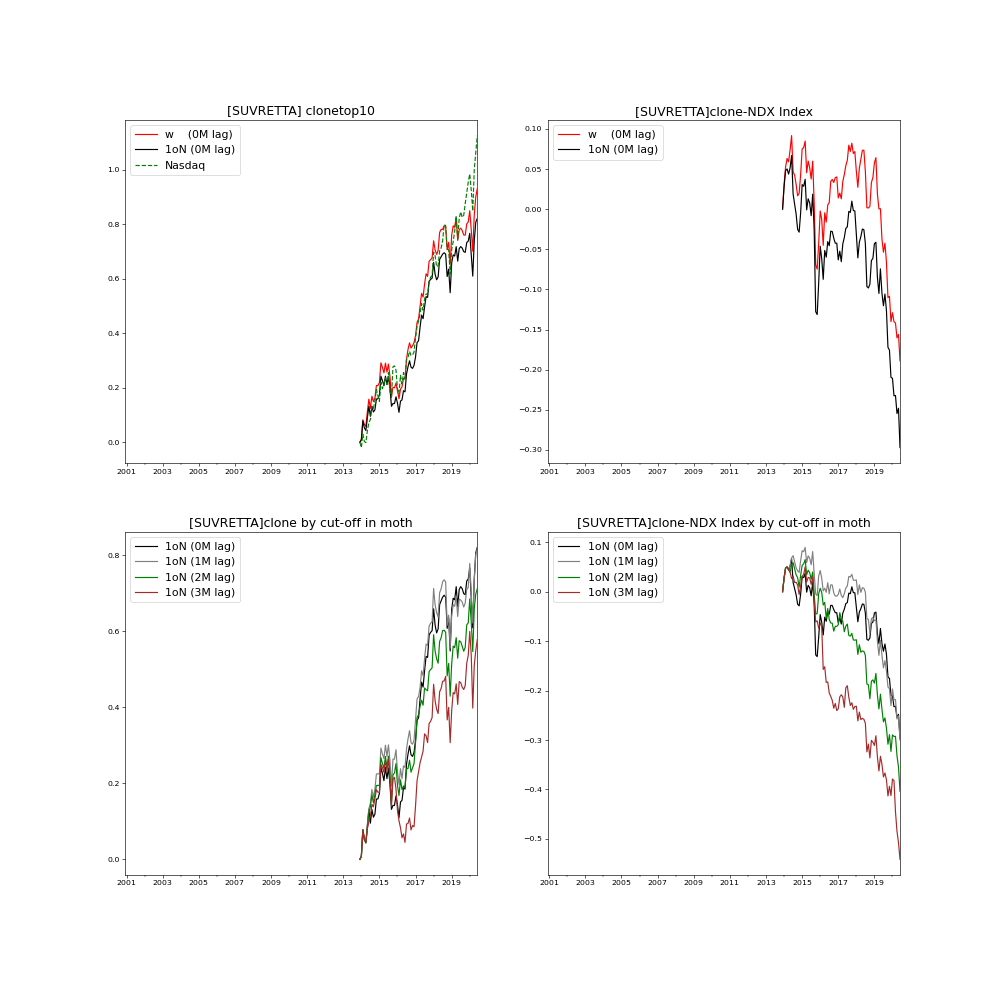 [SUVRETTA] clonetop10
w    (0M lag)
1oN (0M lag)
Nasdaq
1.0
0.8
0.6
0.4
0.2
0.0
2001 2003 2005 2007 2009 2011 2013 2015 2017 2019
[SUVRETTA]clone-NDX Index
w    (0M lag)
1oN (0M lag)
0.10
0.05
0.00
−0.05
−0.10
−0.15
−0.20
−0.25
−0.30
2001 2003 2005 2007 2009 2011 2013 2015 2017 2019
[SUVRETTA]clone by cut-off in moth
1oN (0M lag)
1oN (1M lag)
1oN (2M lag)
1oN (3M lag)
0.8
0.6
0.4
0.2
0.0
2001 2003 2005 2007 2009 2011 2013 2015 2017 2019
[SUVRETTA]clone-NDX Index by cut-off in moth
1oN (0M lag)
1oN (1M lag)
1oN (2M lag)
1oN (3M lag)
0.1
0.0
−0.1
−0.2
−0.3
−0.4
−0.5
2001 2003 2005 2007 2009 2011 2013 2015 2017 2019